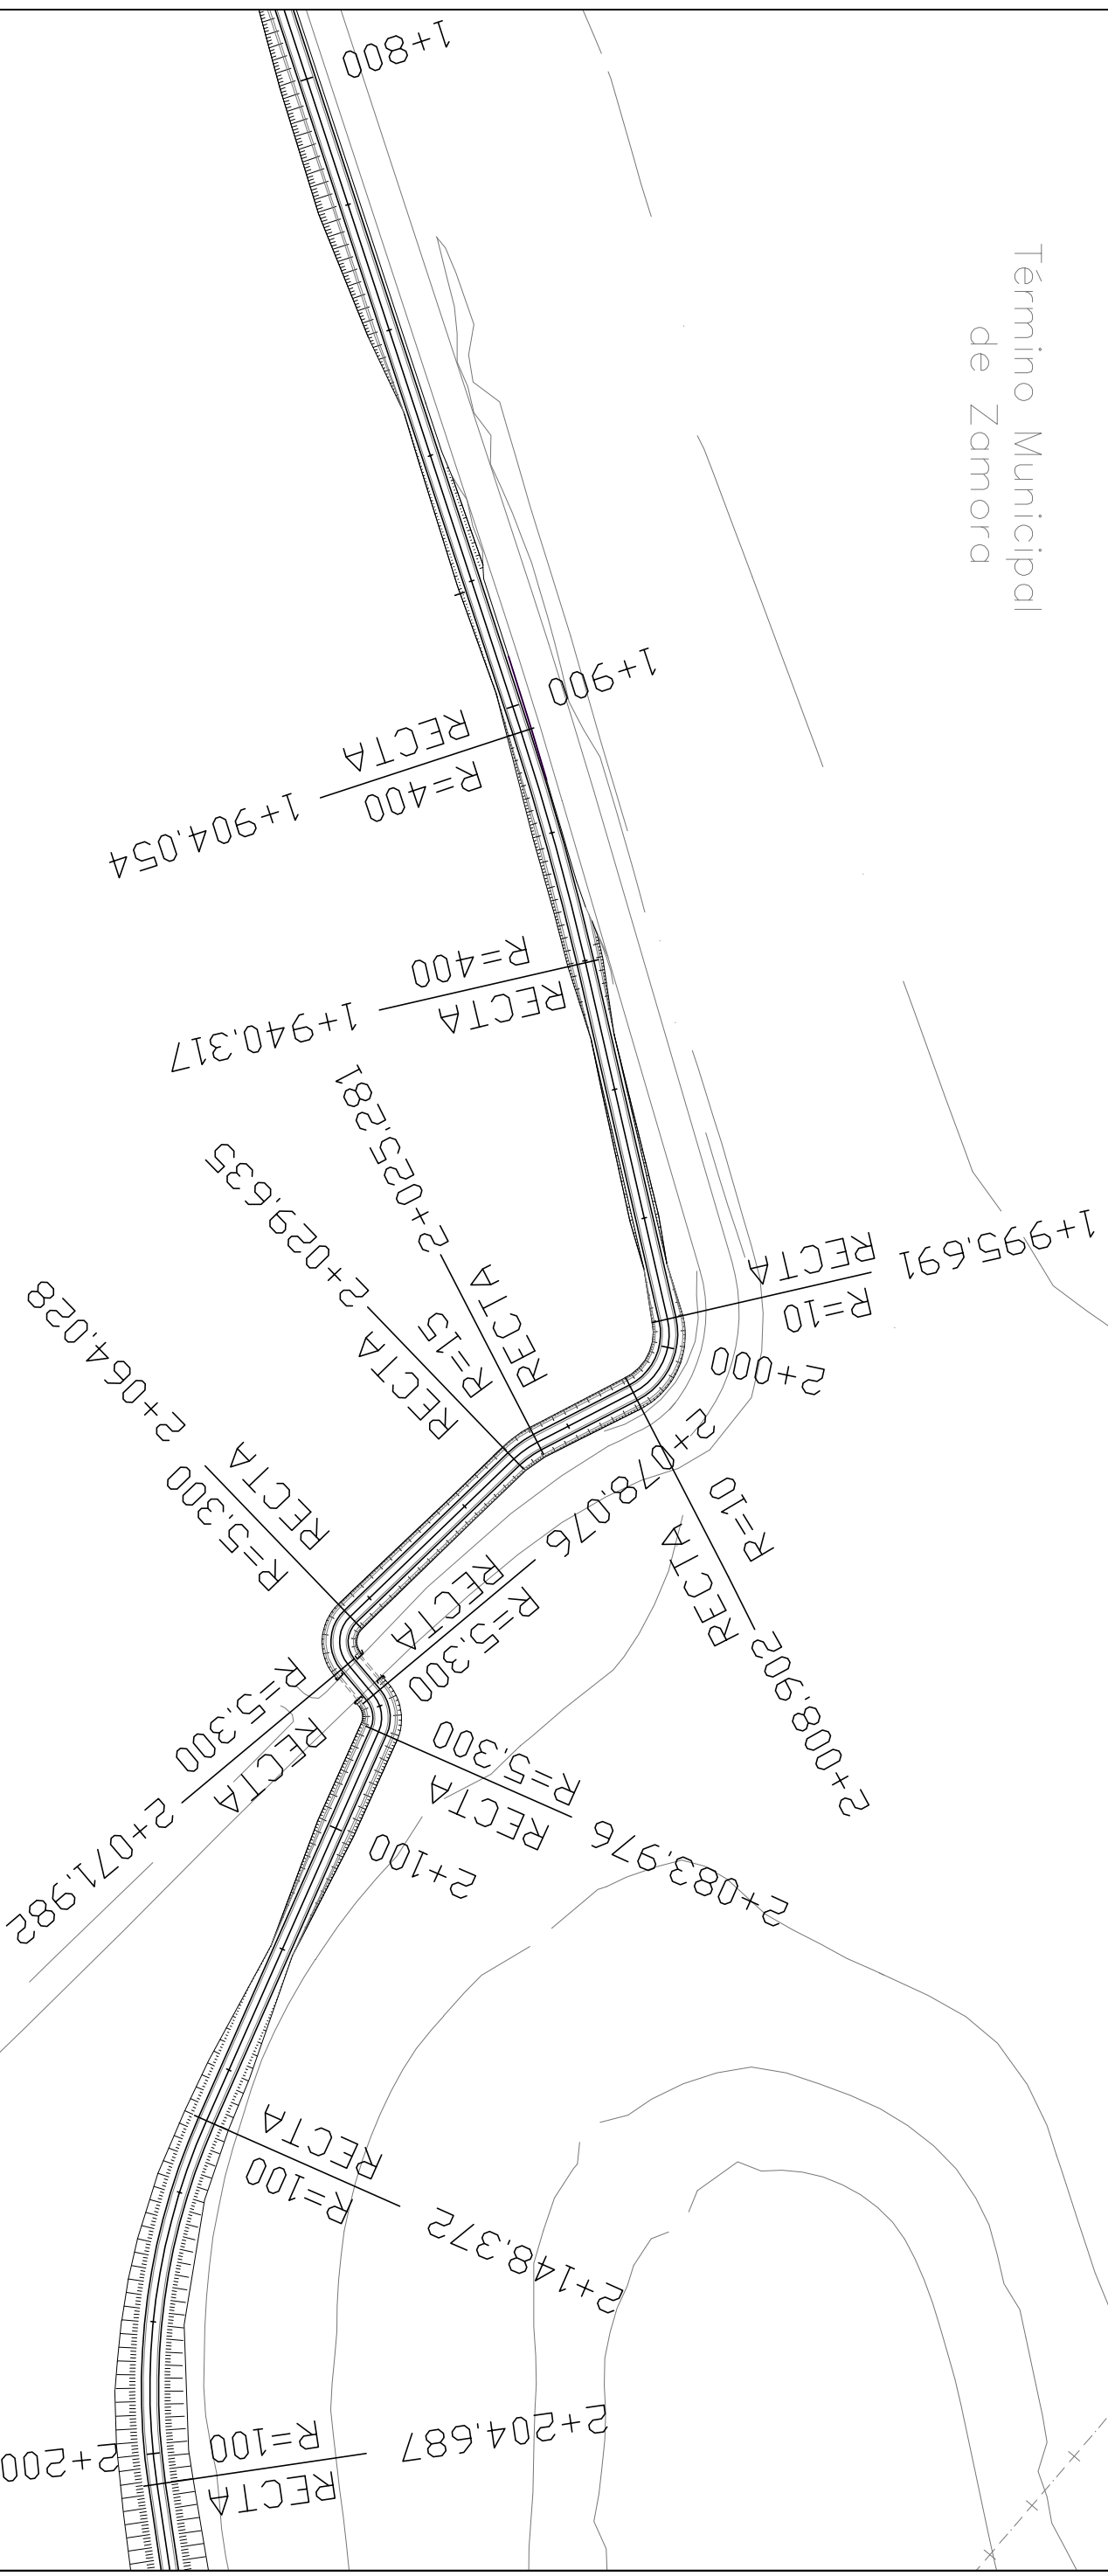 1+800
Término Municipal
de Zamora
1+900
RECTA
R=400
1+904.054
R=400
RECTA
1+940.317
2+025.281
RECTA
R=15
2+029.635
RECTA
1+995.691
RECTA
R=10
2+000
2+064.028
RECTA
R=5.300
2+078.076
RECTA
R=5.300
R=10
RECTA
2+008.902
R=5.300
RECTA
2+071.982
R=5.300
RECTA
2+083.976
2+100
RECTA
R=100
2+148.372
2+200
R=100
RECTA
2+204.687